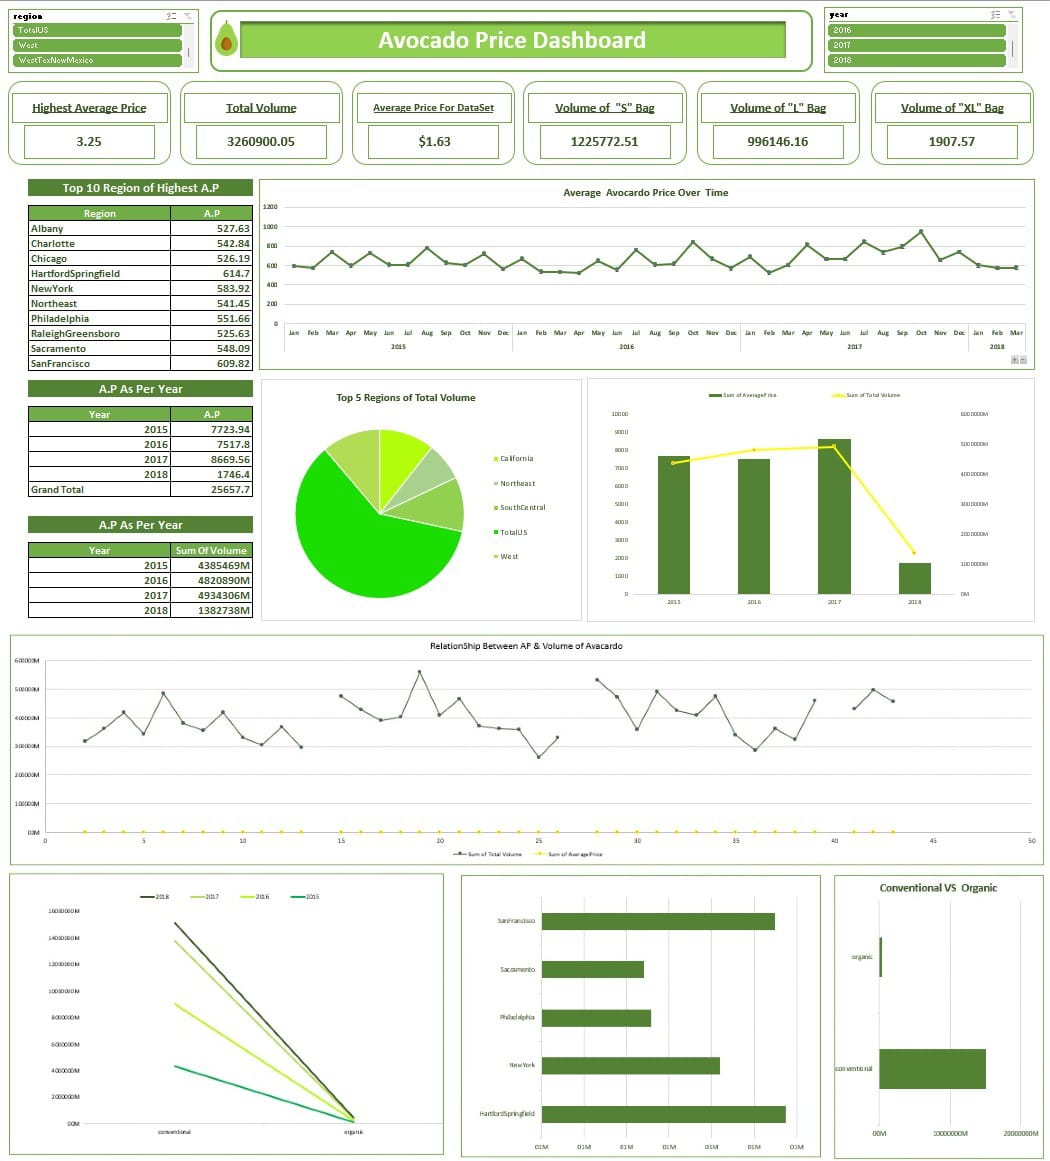 region
TotalUS
West
WestTexNewMexico
Avocado Price Dashboard
year
2016
2017
2018
Highest Average Price
3.25
Total Volume
3260900.05
Average Price For DataSet
$1.63
Volume of "S" Bag
1225772.51
Volume of "L" Bag
996146.16
Volume of "XL" Bag
1907.57
Top 10 Region of Highest A.P
Region A.P
Albany 527.63
Charlotte 542.84
Chicago 526.19
HartfordSpringfield 614.7
NewYork 583.92
Northeast 541.45
Philadelphia 551.66
RaleighGreensboro 525.63
Sacramento 548.09
SanFrancisco 609.82
Average Avocardo Price Over Time
1200
1000
800
600
400
200
0
Jan Feb Mar Apr May Jun Jul Aug Sep Oct Nov Dec Jan Feb Mar Apr May Jun Jul Aug Sep Oct Nov Dec Jan Feb Mar Apr May Jun Jul Aug Sep Oct Nov Dec Jan Feb Mar
2015 2016 2017 2018
A.P As Per Year
Year A.P
2015 7723.94
2016 7517.8
2017 8669.56
2018 1746.4
Grand Total 25657.7
A.P As Per Year
Year Sum Of Volume
2015 4385469M
2016 4820890M
2017 4934306M
2018 1382738M
Top 5 Regions of Total Volume
California
Northeast
SouthCentral
TotalUS
West
Sum of AveragePrice Sum of Total Volume
10000
9000
8000
7000
6000
5000
4000
3000
2000
1000
0
6000000M
5000000M
4000000M
3000000M
2000000M
1000000M
0M
2015 2016 2017 2018
RelationShip Between AP & Volume of Avacardo
600000M
500000M
400000M
300000M
200000M
100000M
00M
0 5 10 15 20 25 30 35 40 45 50
Sum of Total Volume Sum of AveragePrice
2018 2017 2016 2015
16000000M
14000000M
12000000M
10000000M
8000000M
6000000M
4000000M
2000000M
00M
conventional organic
SanFrancisco
Sacramento
Philadelphia
NewYork
HartfordSpringfield
01M 01M 01M 01M 01M 01M 01M
Conventional VS Organic
organic
conventional
00M 10000000M 20000000M